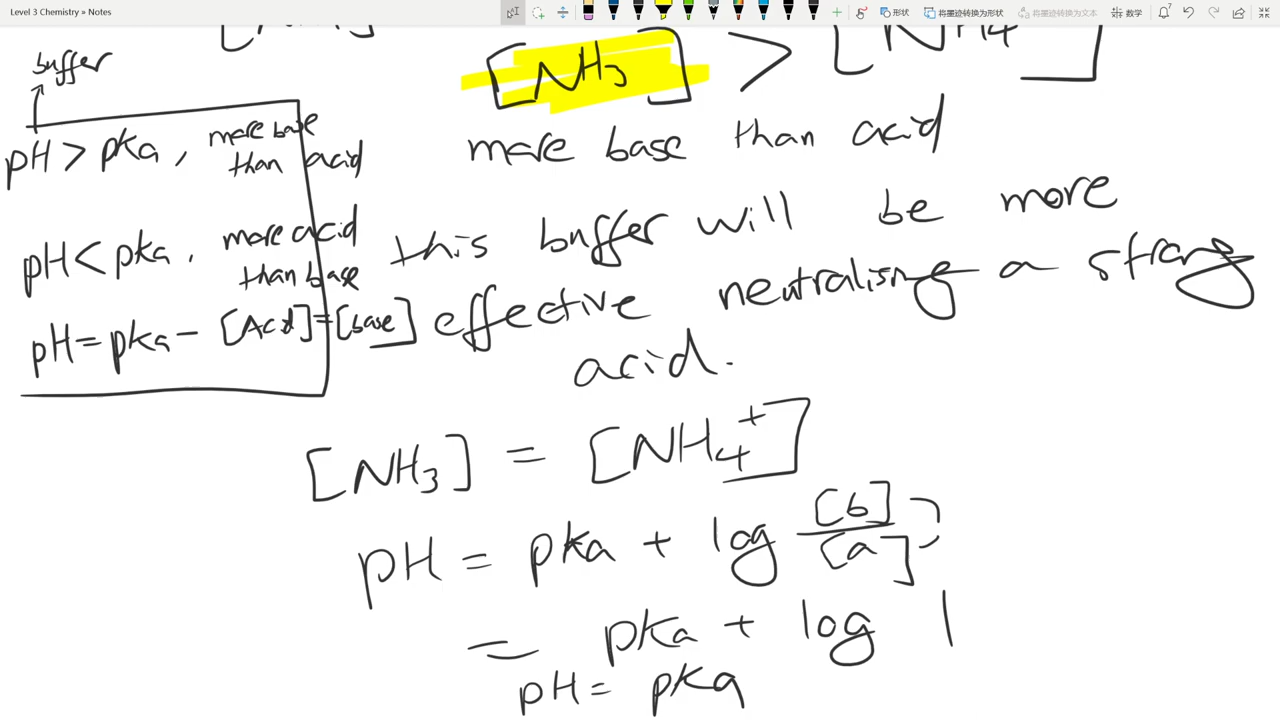 Level 3 Chemistry » Notes
形状
将墨迹转换为形状
将墨迹转换为文本
数学
buffer
[NH3] > [NH4
more base than acid
pH > pKa, more base
than acid
pH < pKa, more acid
than base
pH = pKa - [Acid] = [base]
this buffer will be more
effective neutralising a strong
acid.
[NH3] = [NH4+]
pH = pKa + log [b]/[a]
= pKa + log 1
pH = pKa